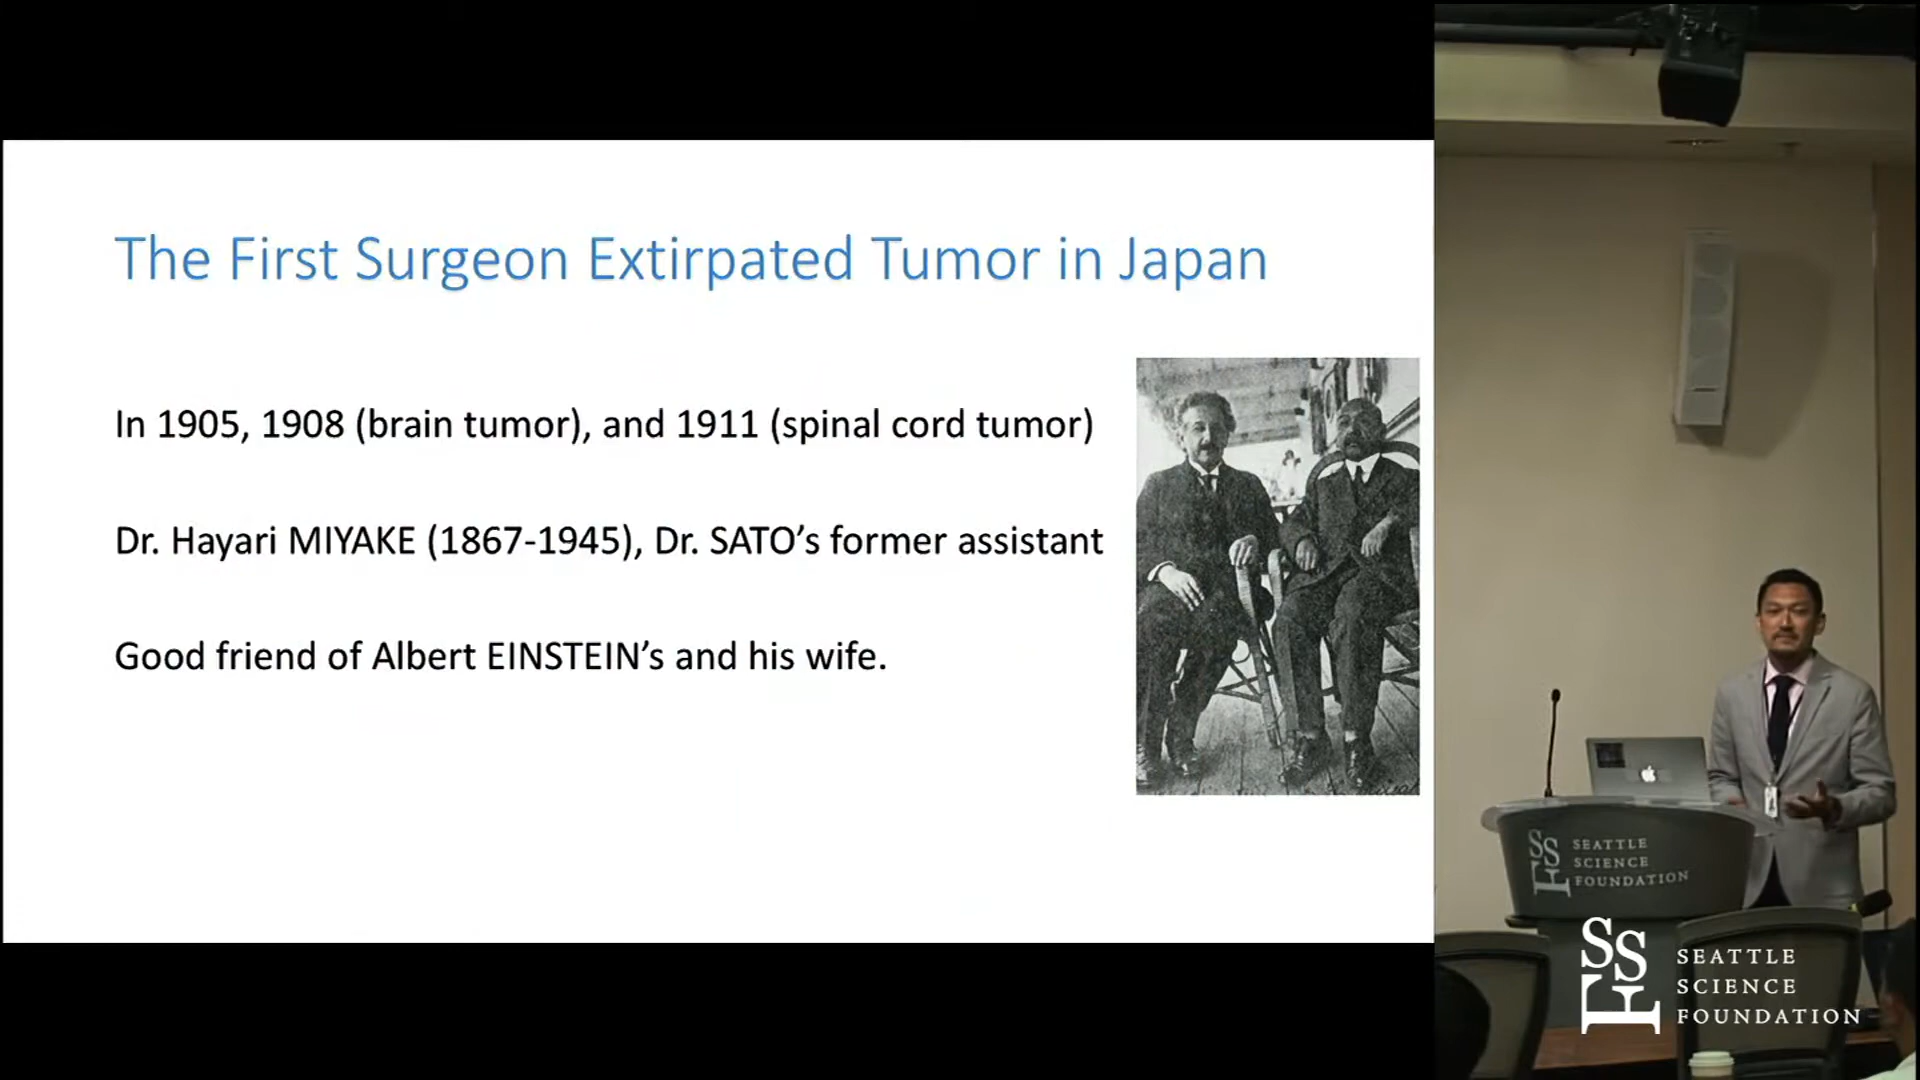 The First Surgeon Extirpated Tumor in Japan
In 1905, 1908 (brain tumor), and 1911 (spinal cord tumor)
Dr. Hayari MIYAKE (1867-1945), Dr. SATO’s former assistant
Good friend of Albert EINSTEIN’s and his wife.
SSF
SEATTLE
SCIENCE
FOUNDATION
SSF
SEATTLE
SCIENCE
FOUNDATION